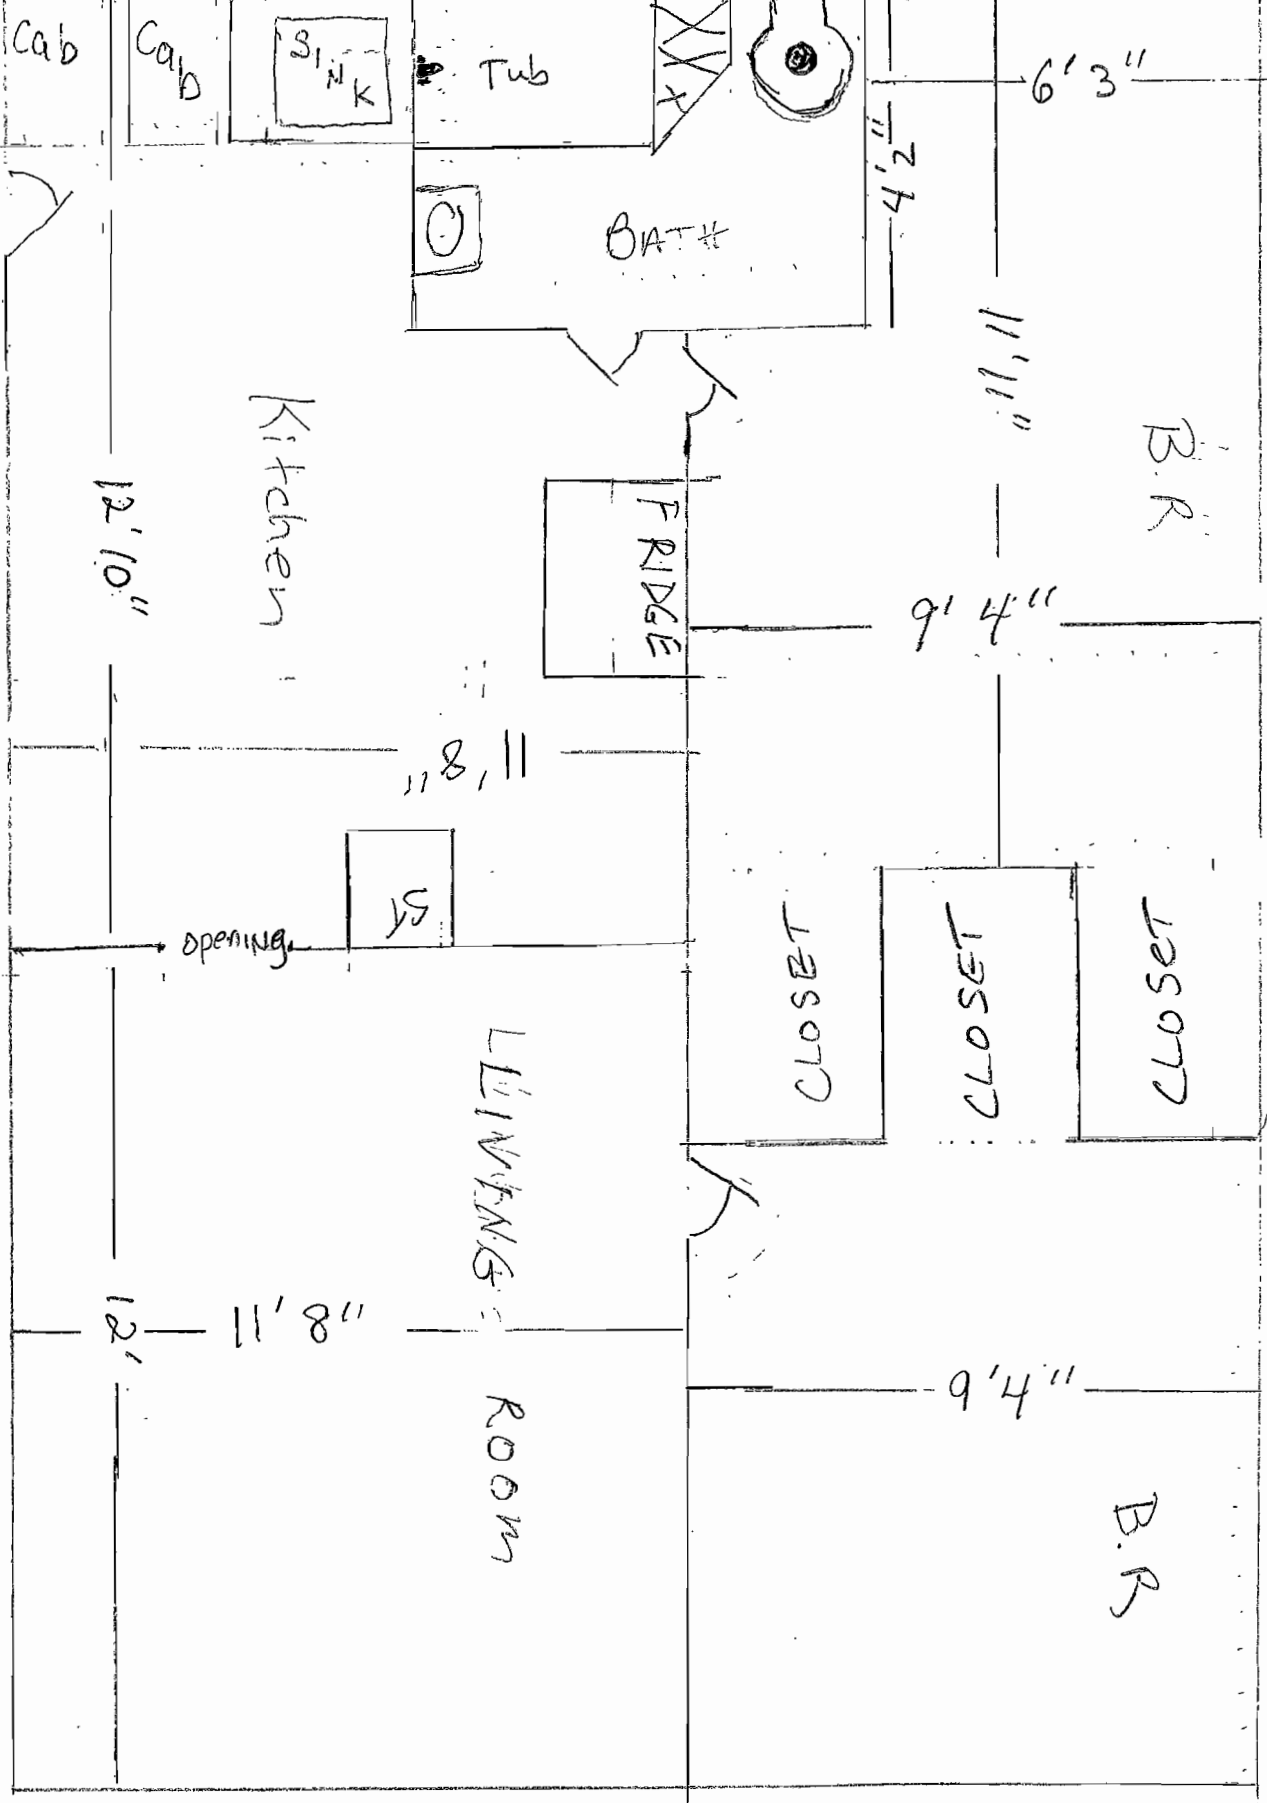 Cab
Cab
SINK
Tub
6' 3"
4' 2"
BATH
11' 11"
Kitchen
B.R
12' 10"
FRIDGE
9' 4"
11' 8"
ST
opening
CLOSET
CLOSET
CLOSET
LIVING
ROOM
12'
11' 8"
9' 4"
B.R